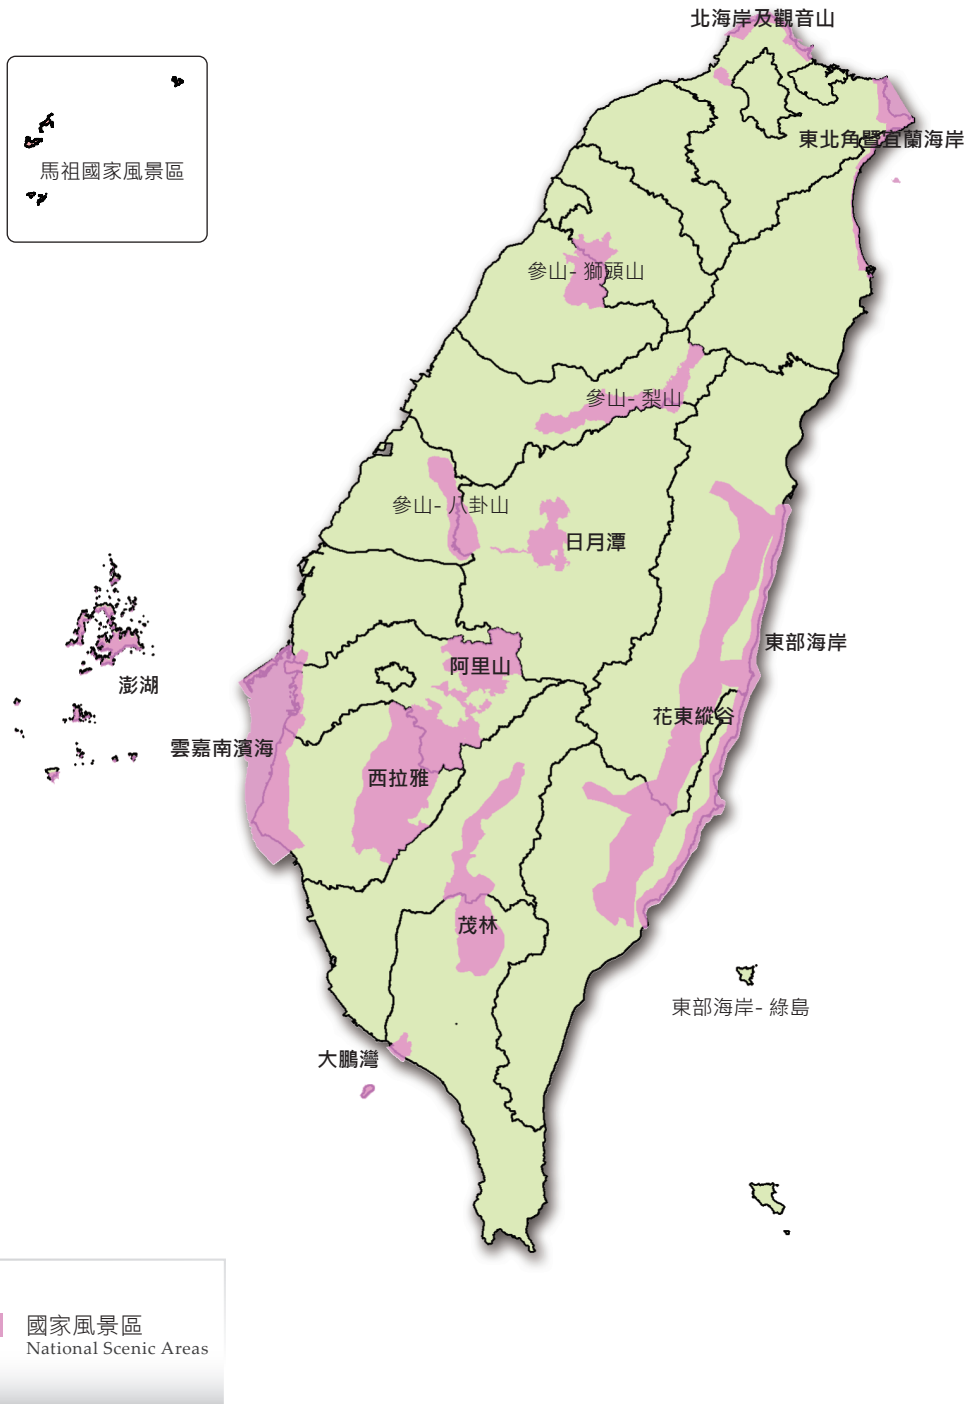 北海岸及觀音山
東北角暨宜蘭海岸
馬祖國家風景區
參山- 獅頭山
參山- 梨山
參山- 八卦山
日月潭
東部海岸
阿里山
澎湖
花東縱谷
雲嘉南濱海
西拉雅
茂林
東部海岸- 綠島
大鵬灣
國家風景區
National Scenic Areas